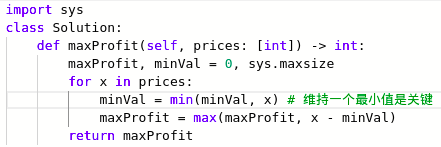 import sys
class Solution:
    def maxProfit(self, prices: [int]) -> int:
        maxProfit, minVal = 0, sys.maxsize
        for x in prices:
            minVal = min(minVal, x) # 维持一个最小值是关键
            maxProfit = max(maxProfit, x - minVal)
        return maxProfit